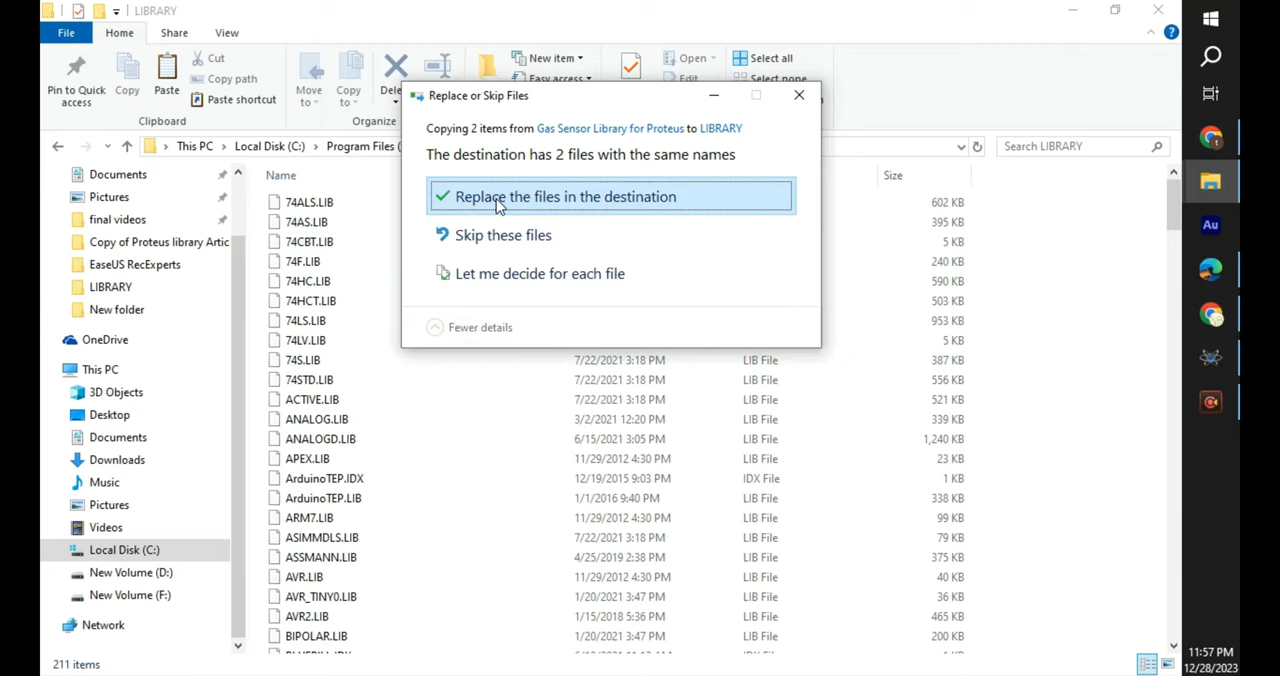 LIBRARY
File
Home
Share
View
Pin to Quick access
Copy
Paste
Cut
Copy path
Paste shortcut
Clipboard
Move to
Copy to
Organize
New item
Easy access
Open
Edit
Select all
Select none
Replace or Skip Files
Copying 2 items from Gas Sensor Library for Proteus to LIBRARY
The destination has 2 files with the same names
Replace the files in the destination
Skip these files
Let me decide for each file
Fewer details
This PC
Local Disk (C:)
Program Files (
Search LIBRARY
Documents
Pictures
final videos
Copy of Proteus library Artic
EaseUS RecExperts
LIBRARY
New folder
OneDrive
This PC
3D Objects
Desktop
Documents
Downloads
Music
Pictures
Videos
Local Disk (C:)
New Volume (D:)
New Volume (F:)
Network
Name Size
74ALS.LIB 602 KB
74AS.LIB 395 KB
74CBT.LIB 5 KB
74F.LIB 240 KB
74HC.LIB 590 KB
74HCT.LIB 503 KB
74LS.LIB 953 KB
74LV.LIB 5 KB
74S.LIB 7/22/2021 3:18 PM LIB File 387 KB
74STD.LIB 7/22/2021 3:18 PM LIB File 556 KB
ACTIVE.LIB 7/22/2021 3:18 PM LIB File 521 KB
ANALOG.LIB 3/2/2021 12:20 PM LIB File 339 KB
ANALOGD.LIB 6/15/2021 3:05 PM LIB File 1,240 KB
APEX.LIB 11/29/2012 4:30 PM LIB File 23 KB
ArduinoTEP.IDX 12/19/2015 9:03 PM IDX File 1 KB
ArduinoTEP.LIB 1/1/2016 9:40 PM LIB File 338 KB
ARM7.LIB 11/29/2012 4:30 PM LIB File 99 KB
ASIMMDLS.LIB 7/22/2021 3:18 PM LIB File 79 KB
ASSMANN.LIB 4/25/2019 2:38 PM LIB File 375 KB
AVR.LIB 11/29/2012 4:30 PM LIB File 40 KB
AVR_TINY0.LIB 1/20/2021 3:47 PM LIB File 36 KB
AVR2.LIB 1/15/2018 5:36 PM LIB File 465 KB
BIPOLAR.LIB 1/20/2021 3:47 PM LIB File 200 KB
211 items
Au
11:57 PM
12/28/2023